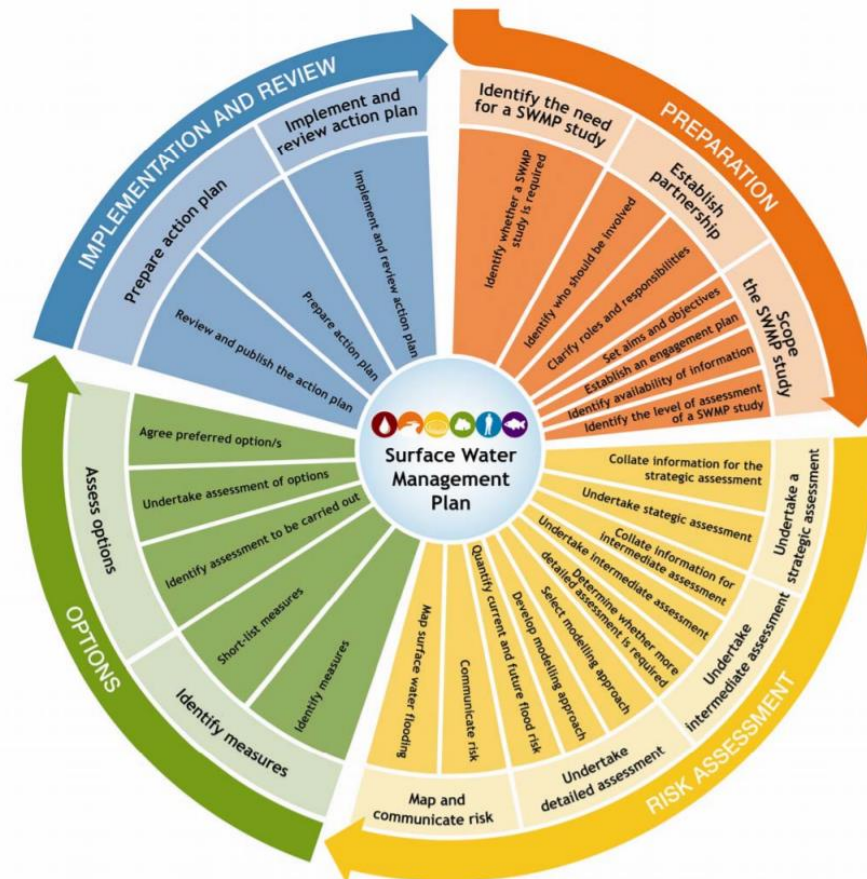 PREPARATION
Identify the need
for a SWMP study
Identify whether a SWMP
study is required
Establish
partnership
Identify who should be involved
Clarify roles and responsibilities
Scope
the SWMP study
Set aims and objectives
Establish an engagement plan
Identify availability of information
Identify the level of assessment
of a SWMP study
RISK ASSESSMENT
Undertake a
strategic assessment
Collate information for the
strategic assessment
Undertake stategic assessment
Undertake
intermediate assessment
Collate information for
intermediate assessment
Undertake intermediate assessment
Determine whether more
detailed assessment is required
Undertake
detailed assessment
Select modelling approach
Develop modelling approach
Quantify current and future flood risk
Map and
communicate risk
Communicate risk
Map surface water flooding
OPTIONS
Identify measures
Identify measures
Short-list measures
Assess options
Identify assessment to be carried out
Undertake assessment of options
Agree preferred option/s
IMPLEMENTATION AND REVIEW
Prepare action plan
Review and publish the action plan
Prepare action plan
Implement and
review action plan
Implement and review action plan
Surface Water
Management
Plan